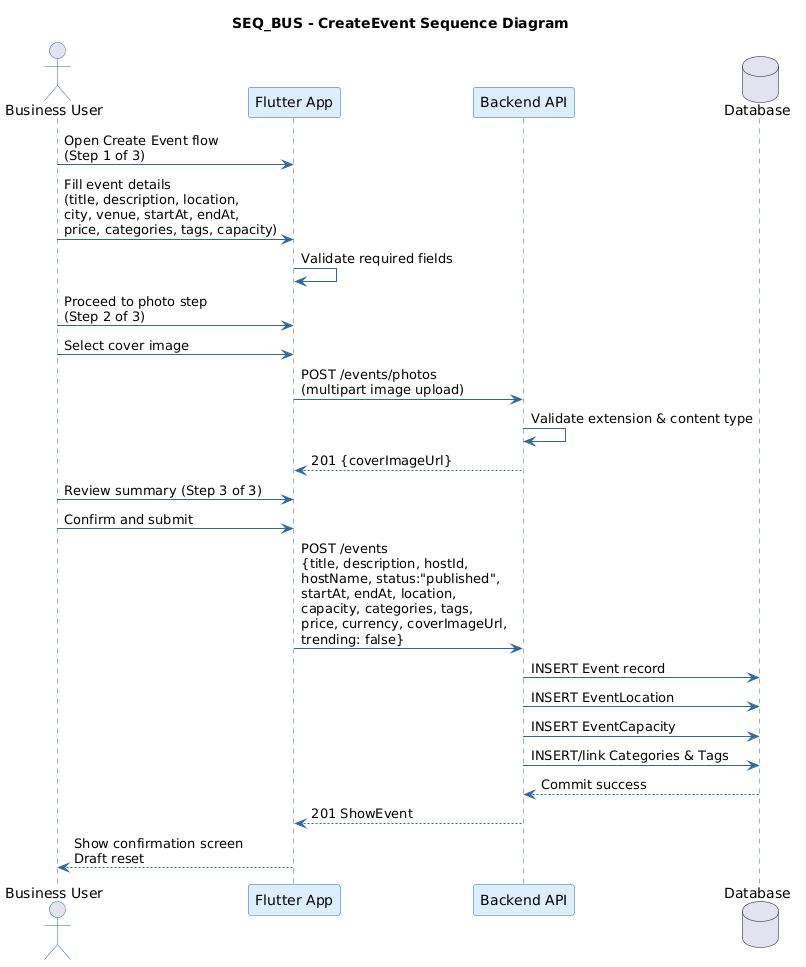 SEQ_BUS - CreateEvent Sequence Diagram
Business User
Flutter App
Backend API
Database
Open Create Event flow
(Step 1 of 3)
Fill event details
(title, description, location,
city, venue, startAt, endAt,
price, categories, tags, capacity)
Validate required fields
Proceed to photo step
(Step 2 of 3)
Select cover image
POST /events/photos
(multipart image upload)
Validate extension & content type
201 {coverImageUrl}
Review summary (Step 3 of 3)
Confirm and submit
POST /events
{title, description, hostId,
hostName, status:"published",
startAt, endAt, location,
capacity, categories, tags,
price, currency, coverImageUrl,
trending: false}
INSERT Event record
INSERT EventLocation
INSERT EventCapacity
INSERT/link Categories & Tags
Commit success
201 ShowEvent
Show confirmation screen
Draft reset
Business User
Flutter App
Backend API
Database